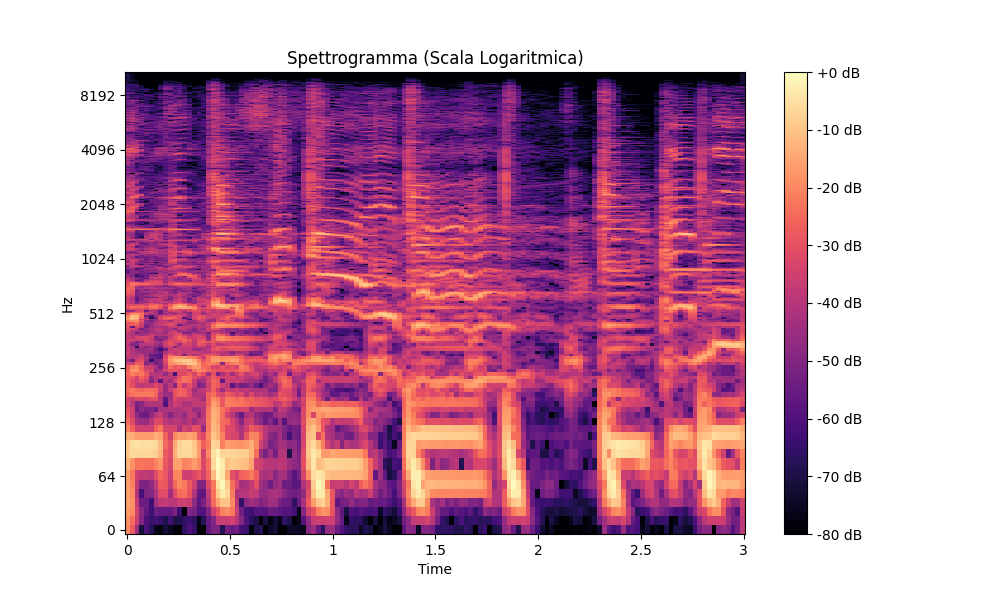 Spettrogramma (Scala Logaritmica)
Hz
8192
4096
2048
1024
512
256
128
64
0
0
0.5
1
1.5
2
2.5
3
Time
+0 dB
-10 dB
-20 dB
-30 dB
-40 dB
-50 dB
-60 dB
-70 dB
-80 dB